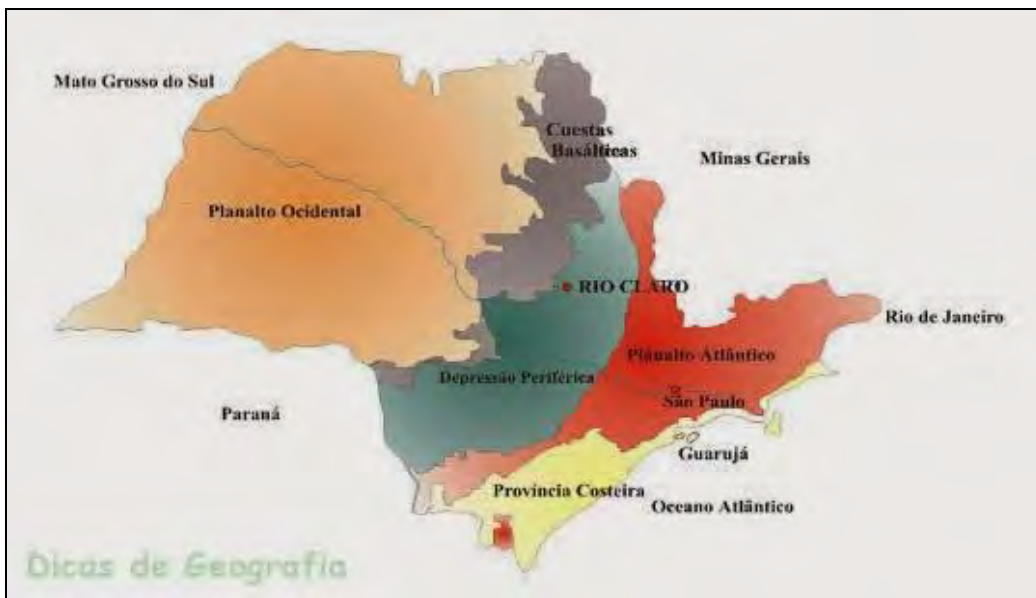 Mato Grosso do Sul
Cuestas
Basálticas
Minas Gerais
Planalto Ocidental
RIO CLARO
Rio de Janeiro
Planalto Atlântico
Depressão Periférica
São Paulo
Paraná
Guarujá
Província Costeira
Oceano Atlântico
Dicas de Geografia